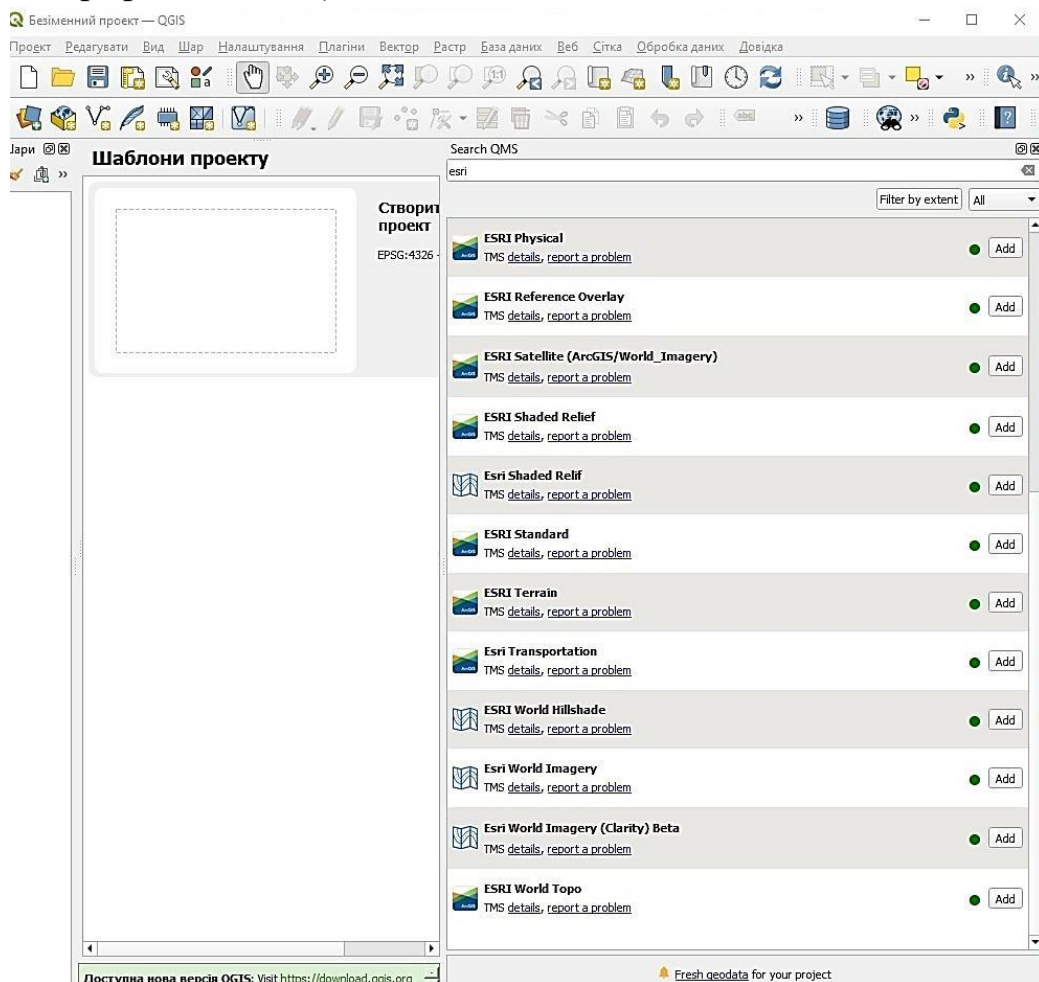 Безіменний проект — QGIS
Проект Редагувати Вид Шар Налаштування Плагіни Вектор Растр База даних Веб Сітка Обробка даних Довідка
Шаблони проекту
Створит
проект
EPSG:4326 -
Search QMS
esri
Filter by extent All
ESRI Physical
TMS details, report a problem
Add
ESRI Reference Overlay
TMS details, report a problem
Add
ESRI Satellite (ArcGIS/World_Imagery)
TMS details, report a problem
Add
ESRI Shaded Relief
TMS details, report a problem
Add
Esri Shaded Relif
TMS details, report a problem
Add
ESRI Standard
TMS details, report a problem
Add
ESRI Terrain
TMS details, report a problem
Add
Esri Transportation
TMS details, report a problem
Add
ESRI World Hillshade
TMS details, report a problem
Add
Esri World Imagery
TMS details, report a problem
Add
Esri World Imagery (Clarity) Beta
TMS details, report a problem
Add
ESRI World Topo
TMS details, report a problem
Add
Доступна нова версія QGIS: Visit https://download.qgis.org
Fresh geodata for your project